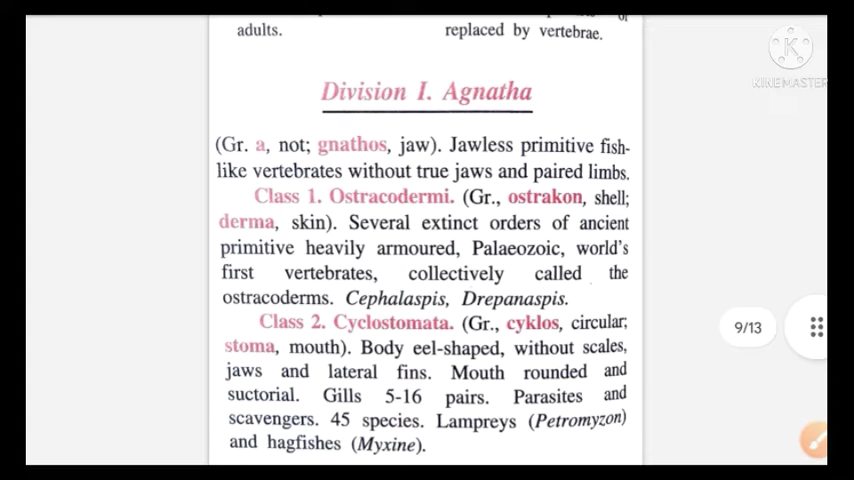 adults.
replaced by vertebrae.
KINEMASTER
Division I. Agnatha
(Gr. a, not; gnathos, jaw). Jawless primitive fish-
like vertebrates without true jaws and paired limbs.
Class 1. Ostracodermi. (Gr., ostrakon, shell;
derma, skin). Several extinct orders of ancient
primitive heavily armoured, Palaeozoic, world's
first vertebrates, collectively called the
ostracoderms. Cephalaspis, Drepanaspis.
Class 2. Cyclostomata. (Gr., cyklos, circular;
stoma, mouth). Body eel-shaped, without scales,
jaws and lateral fins. Mouth rounded and
suctorial. Gills 5-16 pairs. Parasites and
scavengers. 45 species. Lampreys (Petromyzon)
and hagfishes (Myxine).
9/13